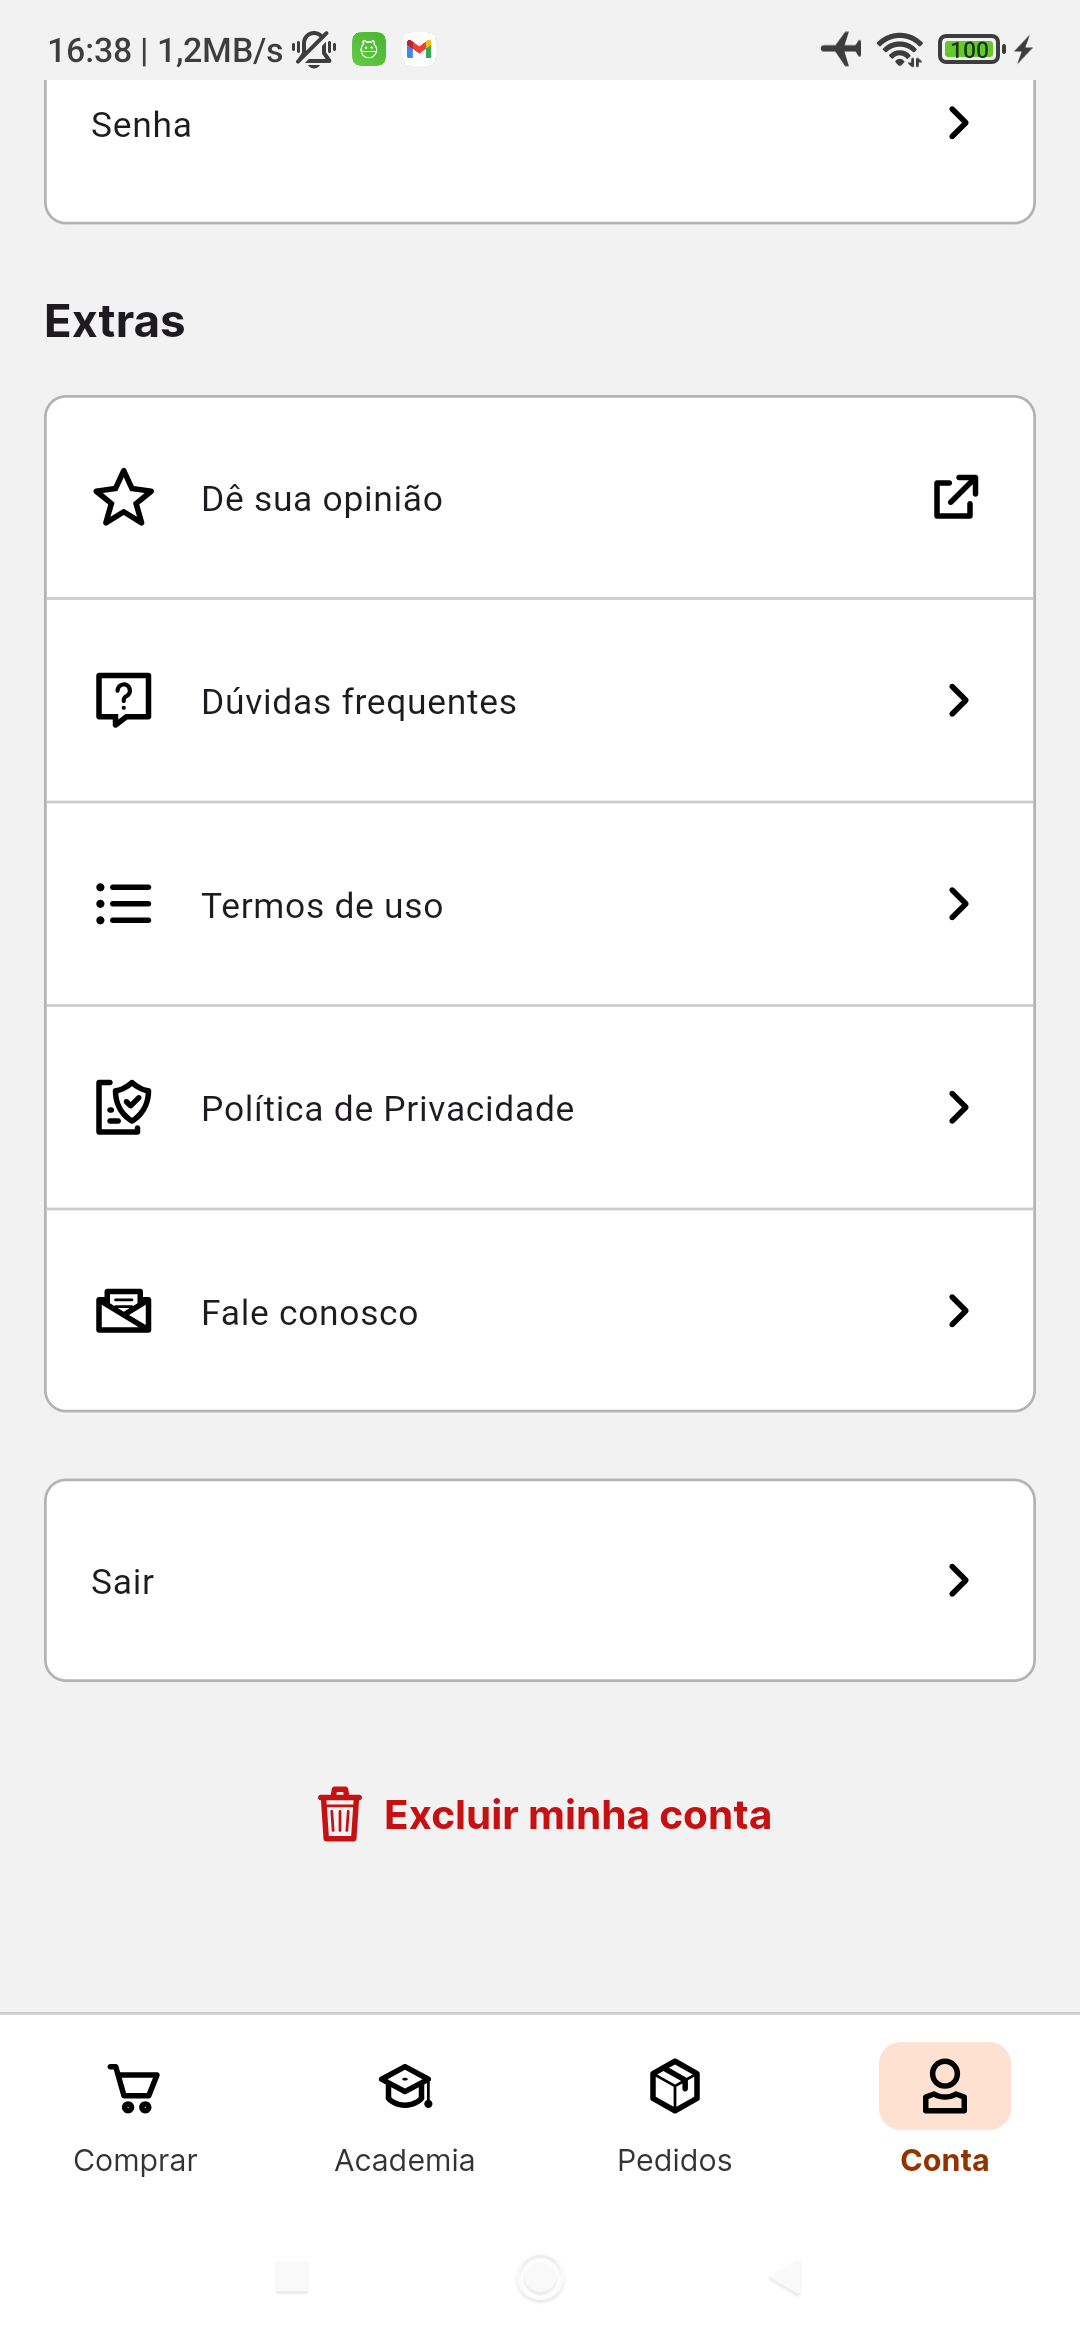 16:38 | 1,2MB/s
100
Senha
Extras
Dê sua opinião
Dúvidas frequentes
Termos de uso
Política de Privacidade
Fale conosco
Sair
Excluir minha conta
Comprar Academia Pedidos Conta